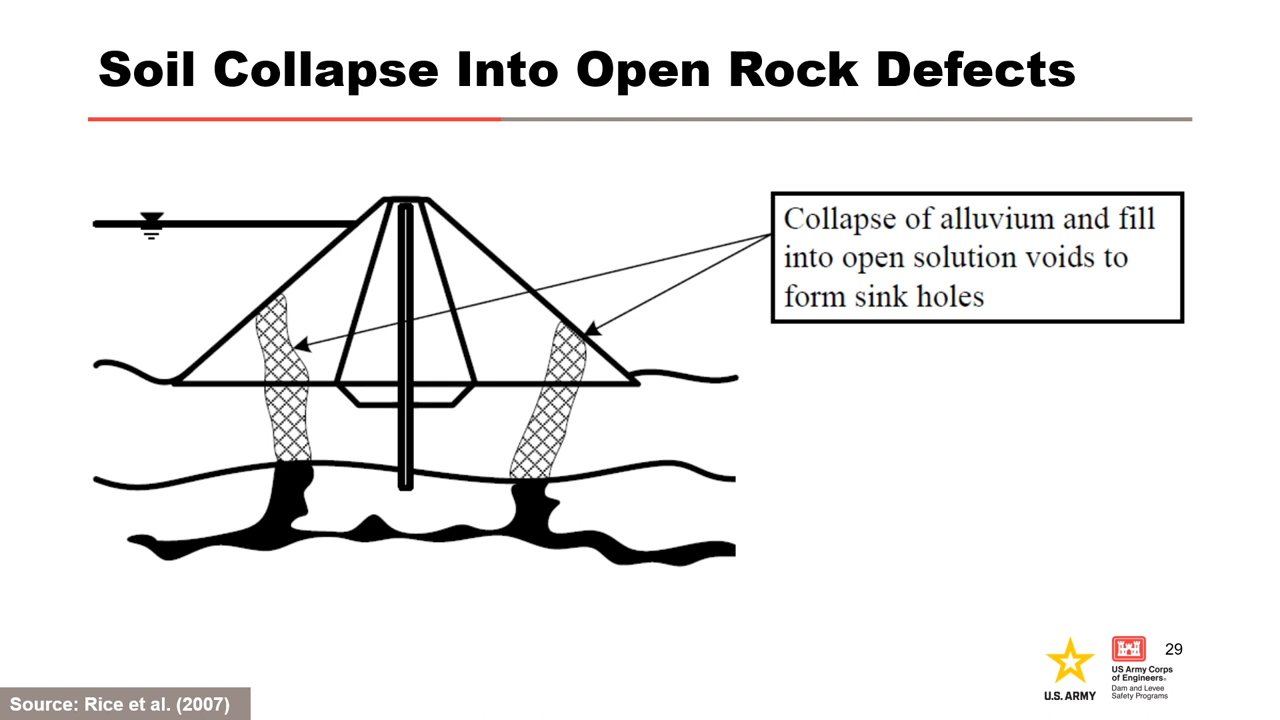 Soil Collapse Into Open Rock Defects
Collapse of alluvium and fill
into open solution voids to
form sink holes
29
U.S. ARMY
US Army Corps
of Engineers®
Dam and Levee
Safety Programs
Source: Rice et al. (2007)